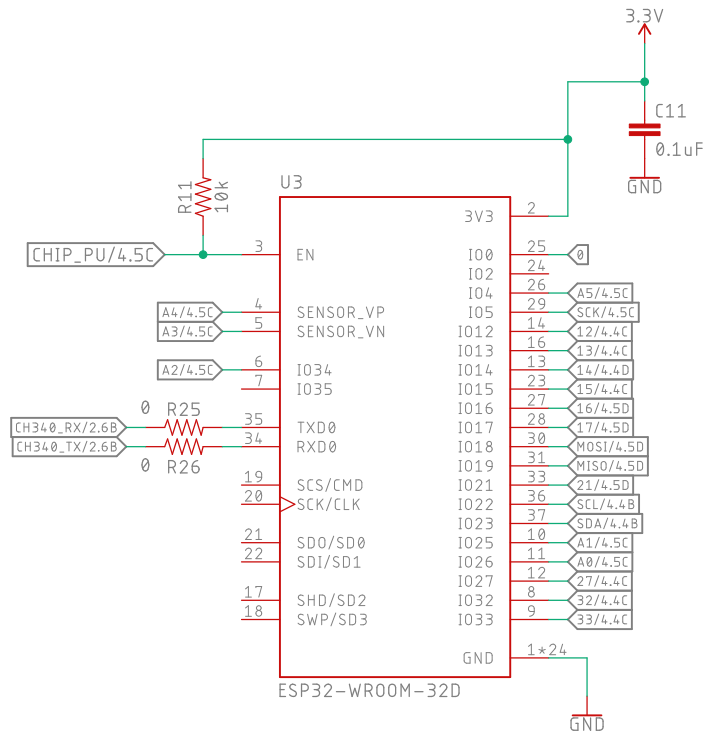 3.3V
C11
0.1uF
GND
R11
10k
U3
3V3 2
CHIP_PU/4.5C 3 EN
IO0 25 0
IO2 24
IO4 26 A5/4.5C
A4/4.5C 4 SENSOR_VP
IO5 29 SCK/4.5C
A3/4.5C 5 SENSOR_VN
IO12 14 12/4.4C
IO13 16 13/4.4C
A2/4.5C 6 IO34
IO14 13 14/4.4D
7 IO35
IO15 23 15/4.4C
IO16 27 16/4.5D
0 R25
CH340_RX/2.6B 35 TXD0
IO17 28 17/4.5D
CH340_TX/2.6B 34 RXD0
0 R26
IO18 30 MOSI/4.5D
IO19 31 MISO/4.5D
19 SCS/CMD
IO21 33 21/4.5D
20 SCK/CLK
IO22 36 SCL/4.4B
IO23 37 SDA/4.4B
21 SDO/SD0
IO25 10 A1/4.5C
22 SDI/SD1
IO26 11 A0/4.5C
IO27 12 27/4.4C
17 SHD/SD2
IO32 8 32/4.4C
18 SWP/SD3
IO33 9 33/4.4C
GND 1*24
ESP32-WROOM-32D
GND